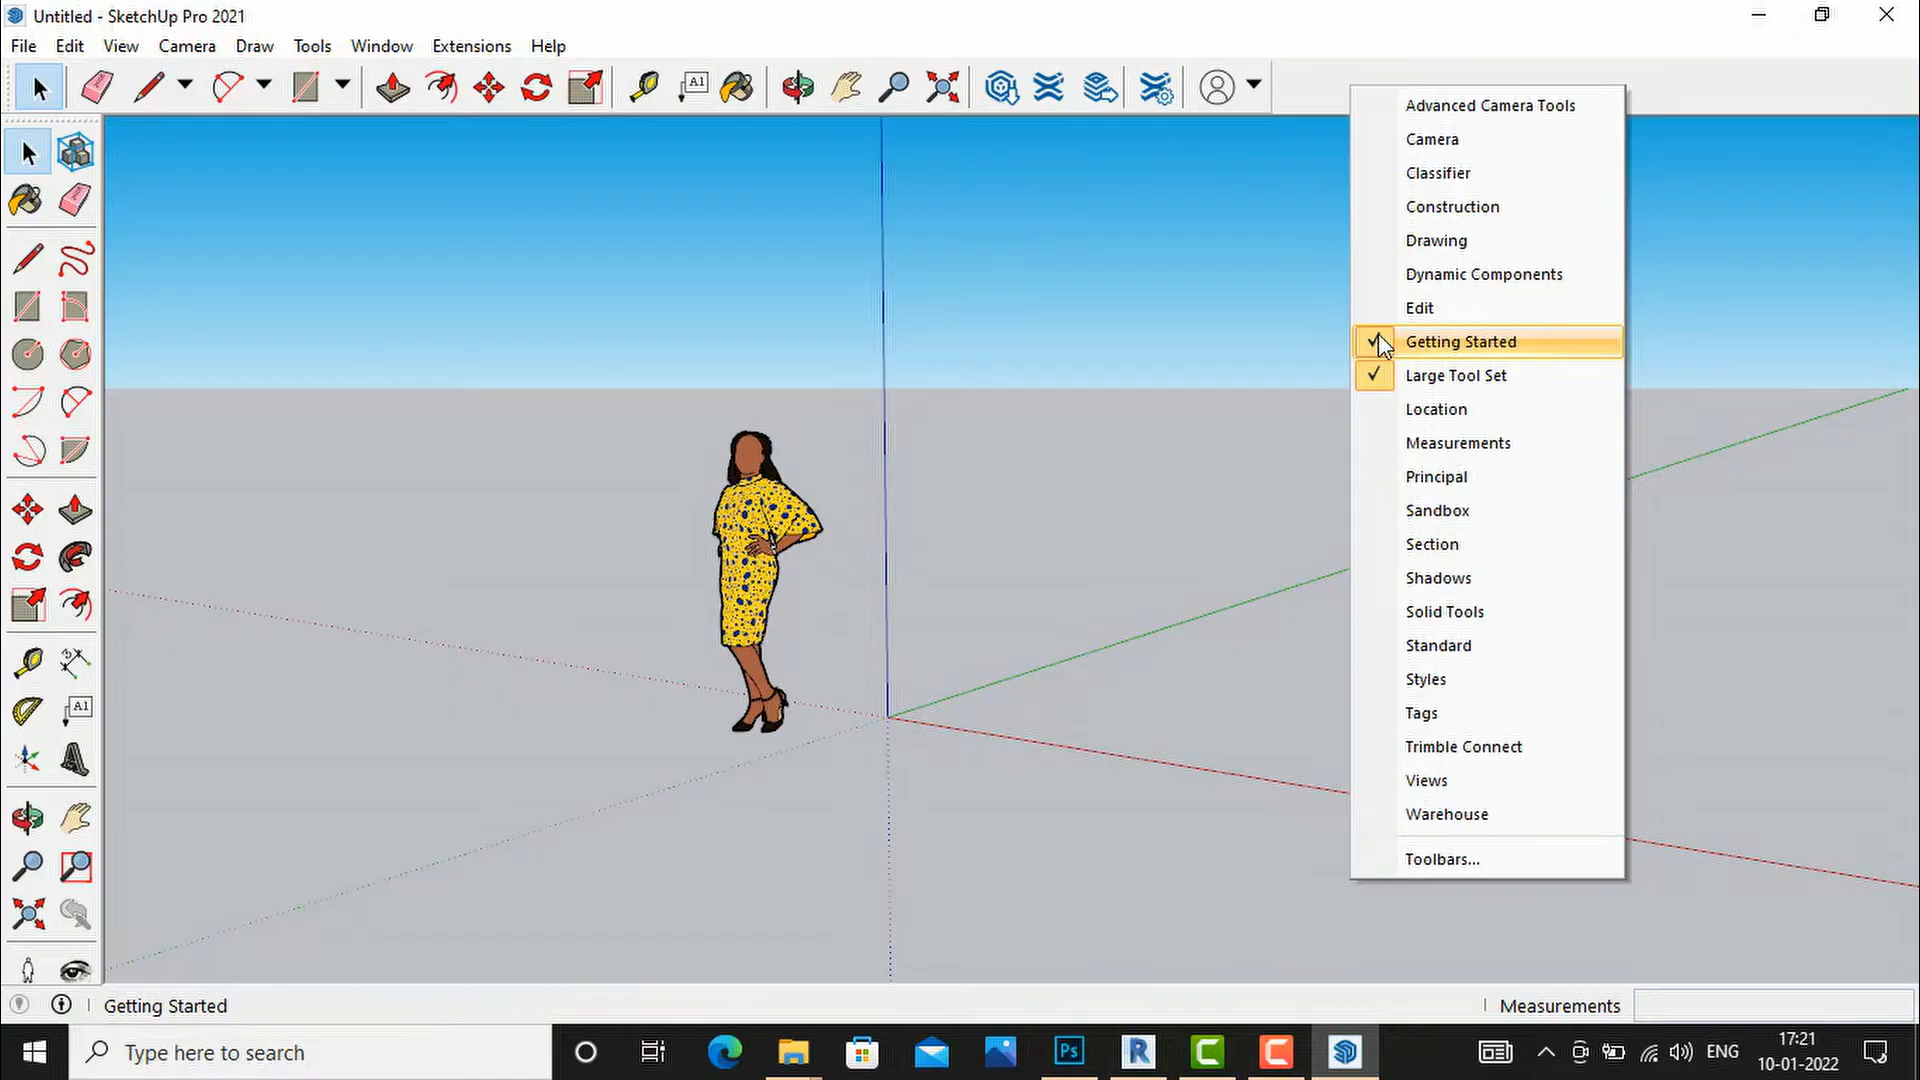 Untitled - SketchUp Pro 2021
File Edit View Camera Draw Tools Window Extensions Help
A1
Advanced Camera Tools
Camera
Classifier
Construction
Drawing
Dynamic Components
Edit
Getting Started
Large Tool Set
Location
Measurements
Principal
Sandbox
Section
Shadows
Solid Tools
Standard
Styles
Tags
Trimble Connect
Views
Warehouse
Toolbars...
A1
Getting Started
Measurements
Type here to search
Ps
R
C
C
ENG
17:21
10-01-2022